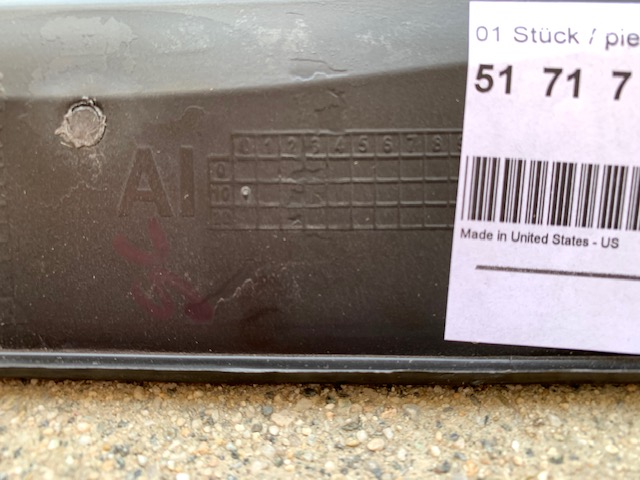 01 Stück / pie
51 71 7
Made in United States - US
AI
0 1 2 3 4 5 6 7 8
0
10